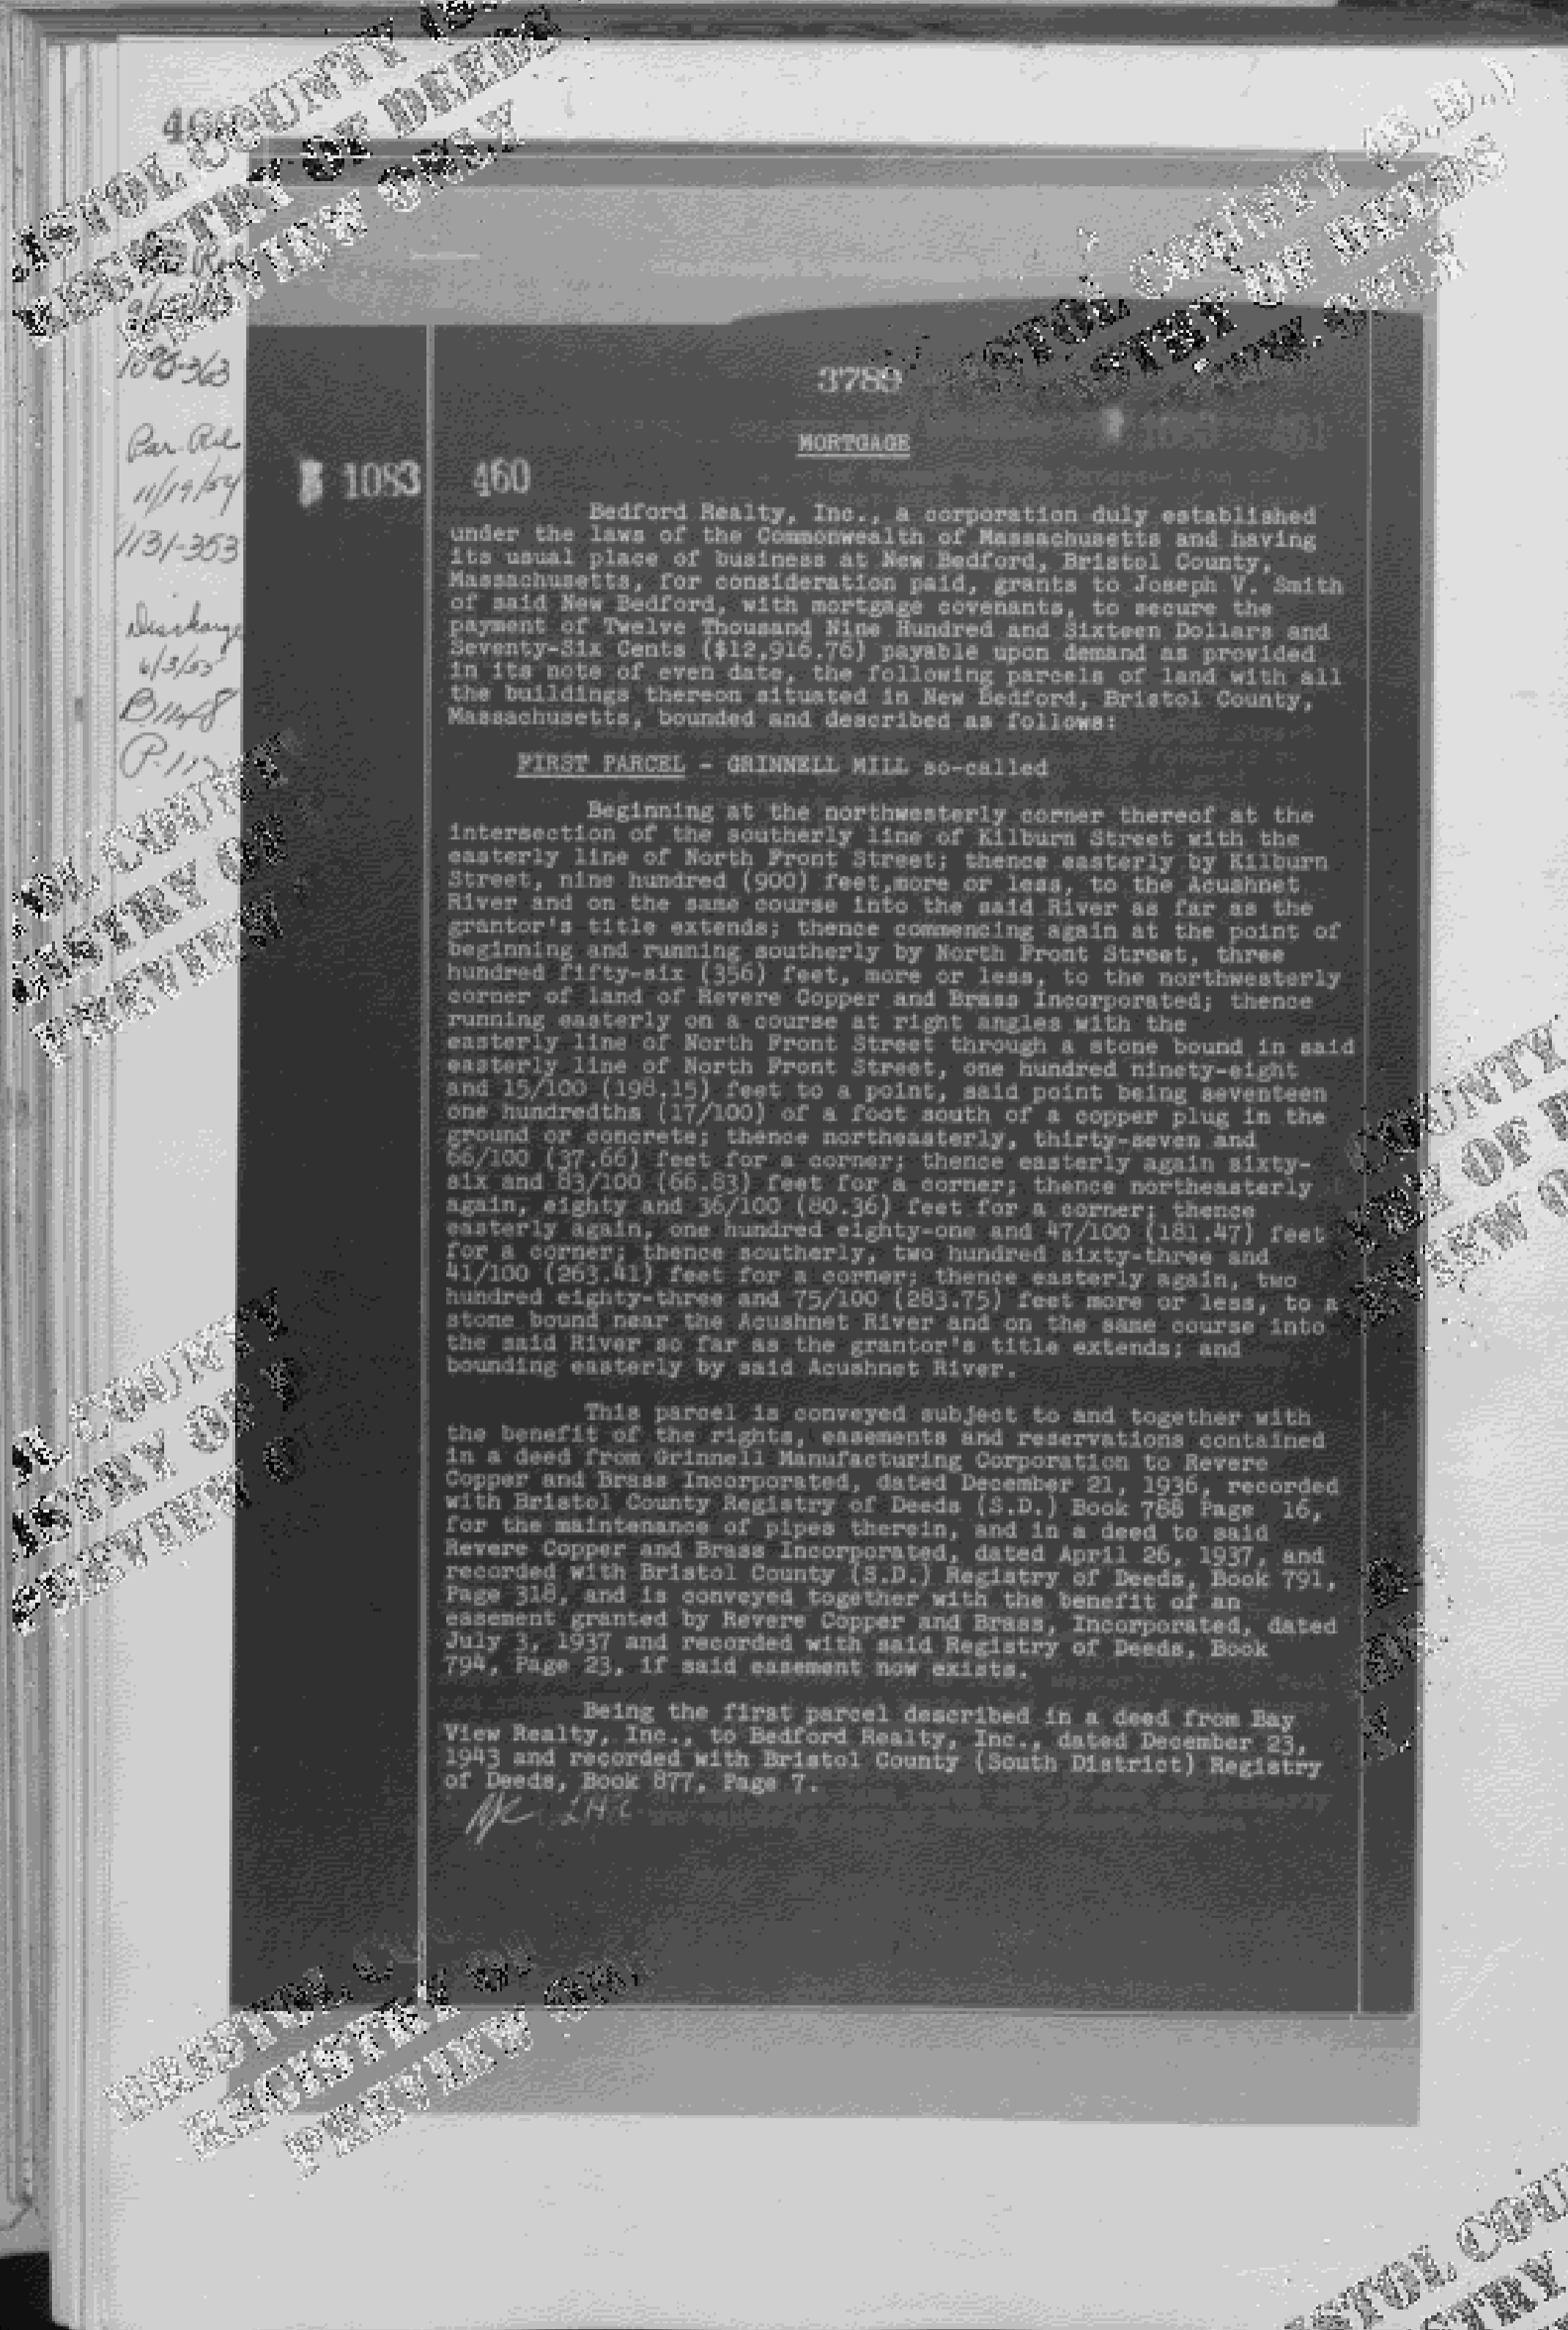 460
BRISTOL COUNTY (S.D.)
REGISTRY OF DEEDS
PREVIEW ONLY
1086-363
Par. Rel
11/19/54
1131-353
Discharge
6/3/55
B1148
3789
MORTGAGE
B 1083 460
Bedford Realty, Inc., a corporation duly established
under the laws of the Commonwealth of Massachusetts and having
its usual place of business at New Bedford, Bristol County,
Massachusetts, for consideration paid, grants to Joseph V. Smith
of said New Bedford, with mortgage covenants, to secure the
payment of Twelve Thousand Nine Hundred and Sixteen Dollars and
Seventy-Six Cents ($12,916.76) payable upon demand as provided
in its note of even date, the following parcels of land with all
the buildings thereon situated in New Bedford, Bristol County,
Massachusetts, bounded and described as follows:
FIRST PARCEL - GRINNELL MILL so-called
Beginning at the northwesterly corner thereof at the
intersection of the southerly line of Kilburn Street with the
easterly line of North Front Street; thence easterly by Kilburn
Street, nine hundred (900) feet,more or less, to the Acushnet
River and on the same course into the said River as far as the
grantor's title extends; thence commencing again at the point of
beginning and running southerly by North Front Street, three
hundred fifty-six (356) feet, more or less, to the northwesterly
corner of land of Revere Copper and Brass Incorporated; thence
running easterly on a course at right angles with the
easterly line of North Front Street through a stone bound in said
easterly line of North Front Street, one hundred ninety-eight
and 15/100 (198.15) feet to a point, said point being seventeen
one hundredths (17/100) of a foot south of a copper plug in the
ground or concrete; thence northeasterly, thirty-seven and
66/100 (37.66) feet for a corner; thence easterly again sixty-
six and 83/100 (66.83) feet for a corner; thence northeasterly
again, eighty and 36/100 (80.36) feet for a corner; thence
easterly again, one hundred eighty-one and 47/100 (181.47) feet
for a corner; thence southerly, two hundred sixty-three and
41/100 (263.41) feet for a corner; thence easterly again, two
hundred eighty-three and 75/100 (283.75) feet more or less, to a
stone bound near the Acushnet River and on the same course into
the said River so far as the grantor's title extends; and
bounding easterly by said Acushnet River.
This parcel is conveyed subject to and together with
the benefit of the rights, easements and reservations contained
in a deed from Grinnell Manufacturing Corporation to Revere
Copper and Brass Incorporated, dated December 21, 1936, recorded
with Bristol County Registry of Deeds (S.D.) Book 788 Page 16,
for the maintenance of pipes therein, and in a deed to said
Revere Copper and Brass Incorporated, dated April 26, 1937, and
recorded with Bristol County (S.D.) Registry of Deeds, Book 791,
Page 318, and is conveyed together with the benefit of an
easement granted by Revere Copper and Brass, Incorporated, dated
July 3, 1937 and recorded with said Registry of Deeds, Book
794, Page 23, if said easement now exists.
Being the first parcel described in a deed from Bay
View Realty, Inc., to Bedford Realty, Inc., dated December 23,
1943 and recorded with Bristol County (South District) Registry
of Deeds, Book 877, Page 7.